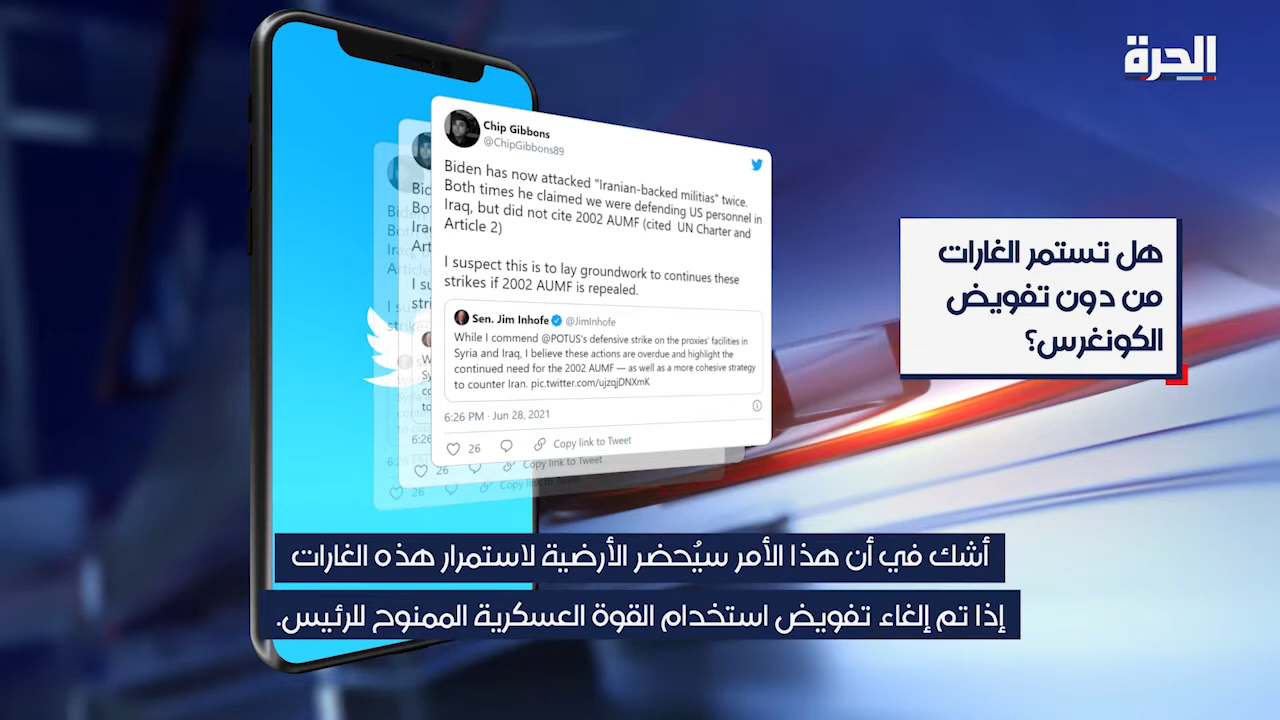 الحرة
Chip Gibbons
@ChipGibbons89
Biden has now attacked "Iranian-backed militias" twice.
Both times he claimed we were defending US personnel in
Iraq, but did not cite 2002 AUMF (cited UN Charter and
Article 2)
I suspect this is to lay groundwork to continues these
strikes if 2002 AUMF is repealed.
Sen. Jim Inhofe @JimInhofe
While I commend @POTUS's defensive strike on the proxies' facilities in
Syria and Iraq, I believe these actions are overdue and highlight the
continued need for the 2002 AUMF — as well as a more cohesive strategy
to counter Iran. pic.twitter.com/ujzqjDNXmK
6:26 PM · Jun 28, 2021
26 Copy link to Tweet
هل تستمر الغارات
من دون تفويض
الكونغرس؟
أشك في أن هذا الأمر سيُحضر الأرضية لاستمرار هذه الغارات
إذا تم إلغاء تفويض استخدام القوة العسكرية الممنوح للرئيس.